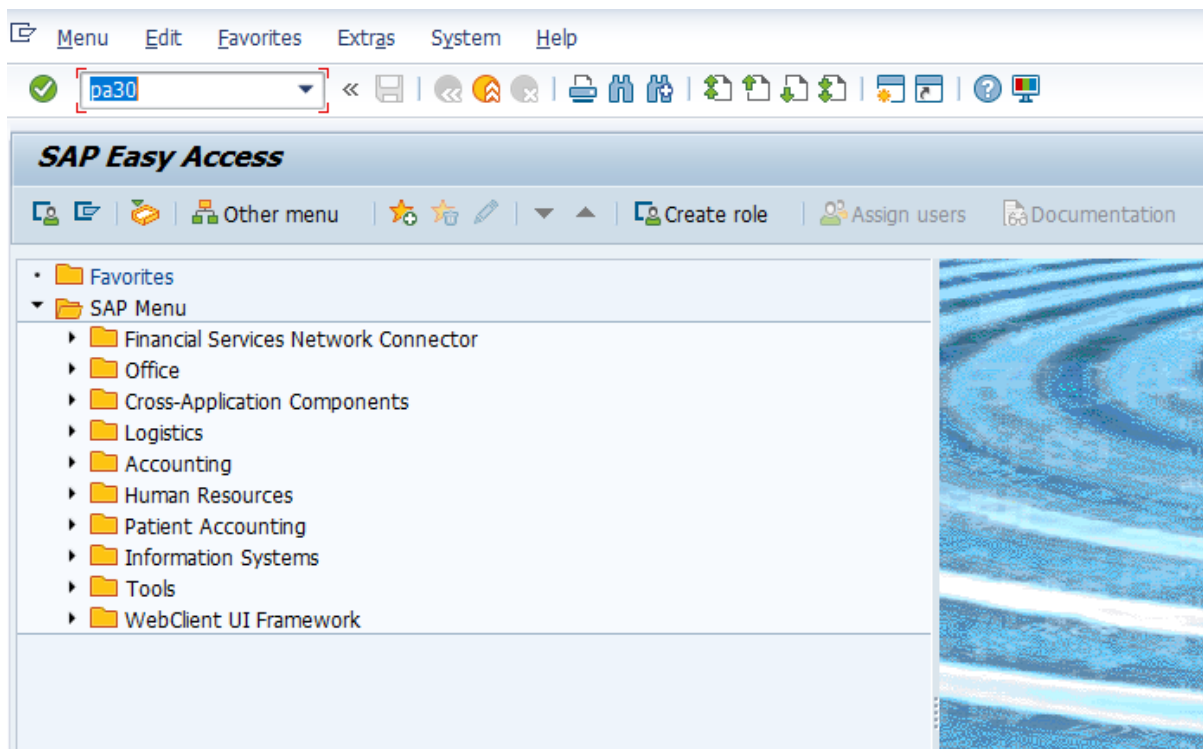 Menu Edit Favorites Extras System Help
pa30
SAP Easy Access
Other menu Create role Assign users Documentation
Favorites
SAP Menu
Financial Services Network Connector
Office
Cross-Application Components
Logistics
Accounting
Human Resources
Patient Accounting
Information Systems
Tools
WebClient UI Framework